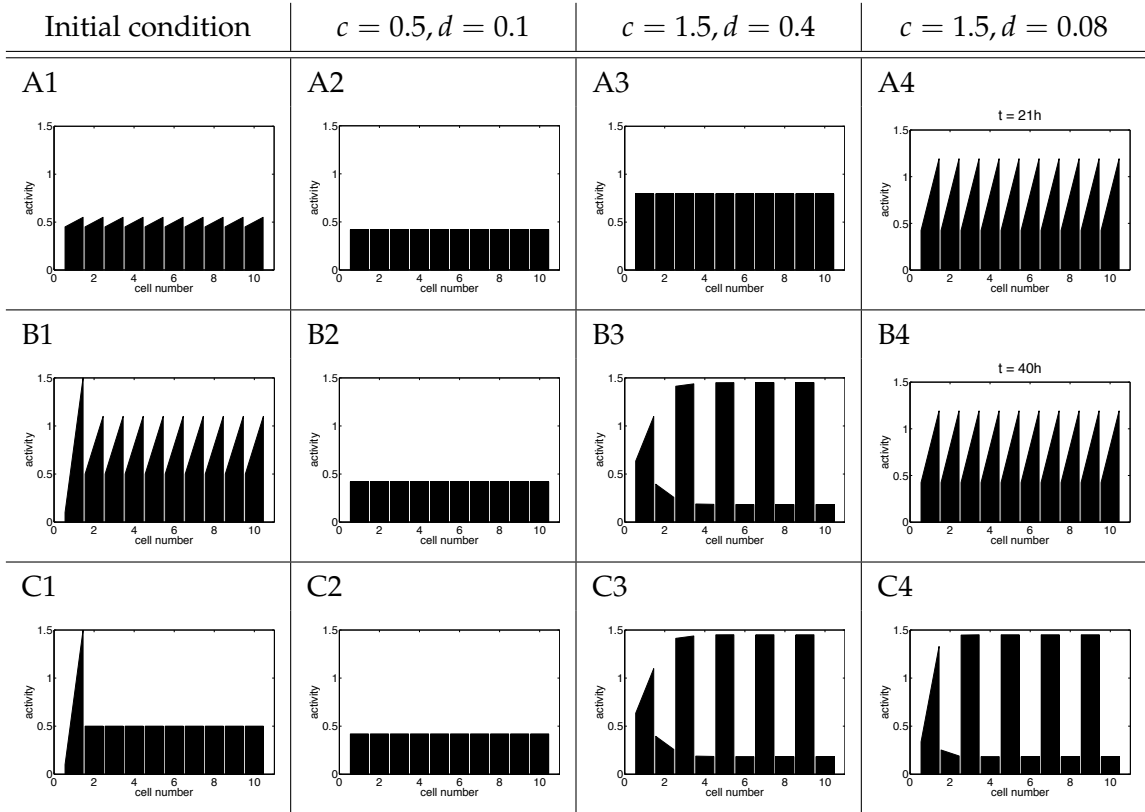 Initial condition
c = 0.5, d = 0.1
c = 1.5, d = 0.4
c = 1.5, d = 0.08
A1
1.5
1
0.5
0
activity
0 2 4 6 8 10
cell number
A2
1.5
1
0.5
0
activity
0 2 4 6 8 10
cell number
A3
1.5
1
0.5
0
activity
0 2 4 6 8 10
cell number
A4
t = 21h
1.5
1
0.5
0
activity
0 2 4 6 8 10
cell number
B1
1.5
1
0.5
0
activity
0 2 4 6 8 10
cell number
B2
1.5
1
0.5
0
activity
0 2 4 6 8 10
cell number
B3
1.5
1
0.5
0
activity
0 2 4 6 8 10
cell number
B4
t = 40h
1.5
1
0.5
0
activity
0 2 4 6 8 10
cell number
C1
1.5
1
0.5
0
activity
0 2 4 6 8 10
cell number
C2
1.5
1
0.5
0
activity
0 2 4 6 8 10
cell number
C3
1.5
1
0.5
0
activity
0 2 4 6 8 10
cell number
C4
1.5
1
0.5
0
activity
0 2 4 6 8 10
cell number